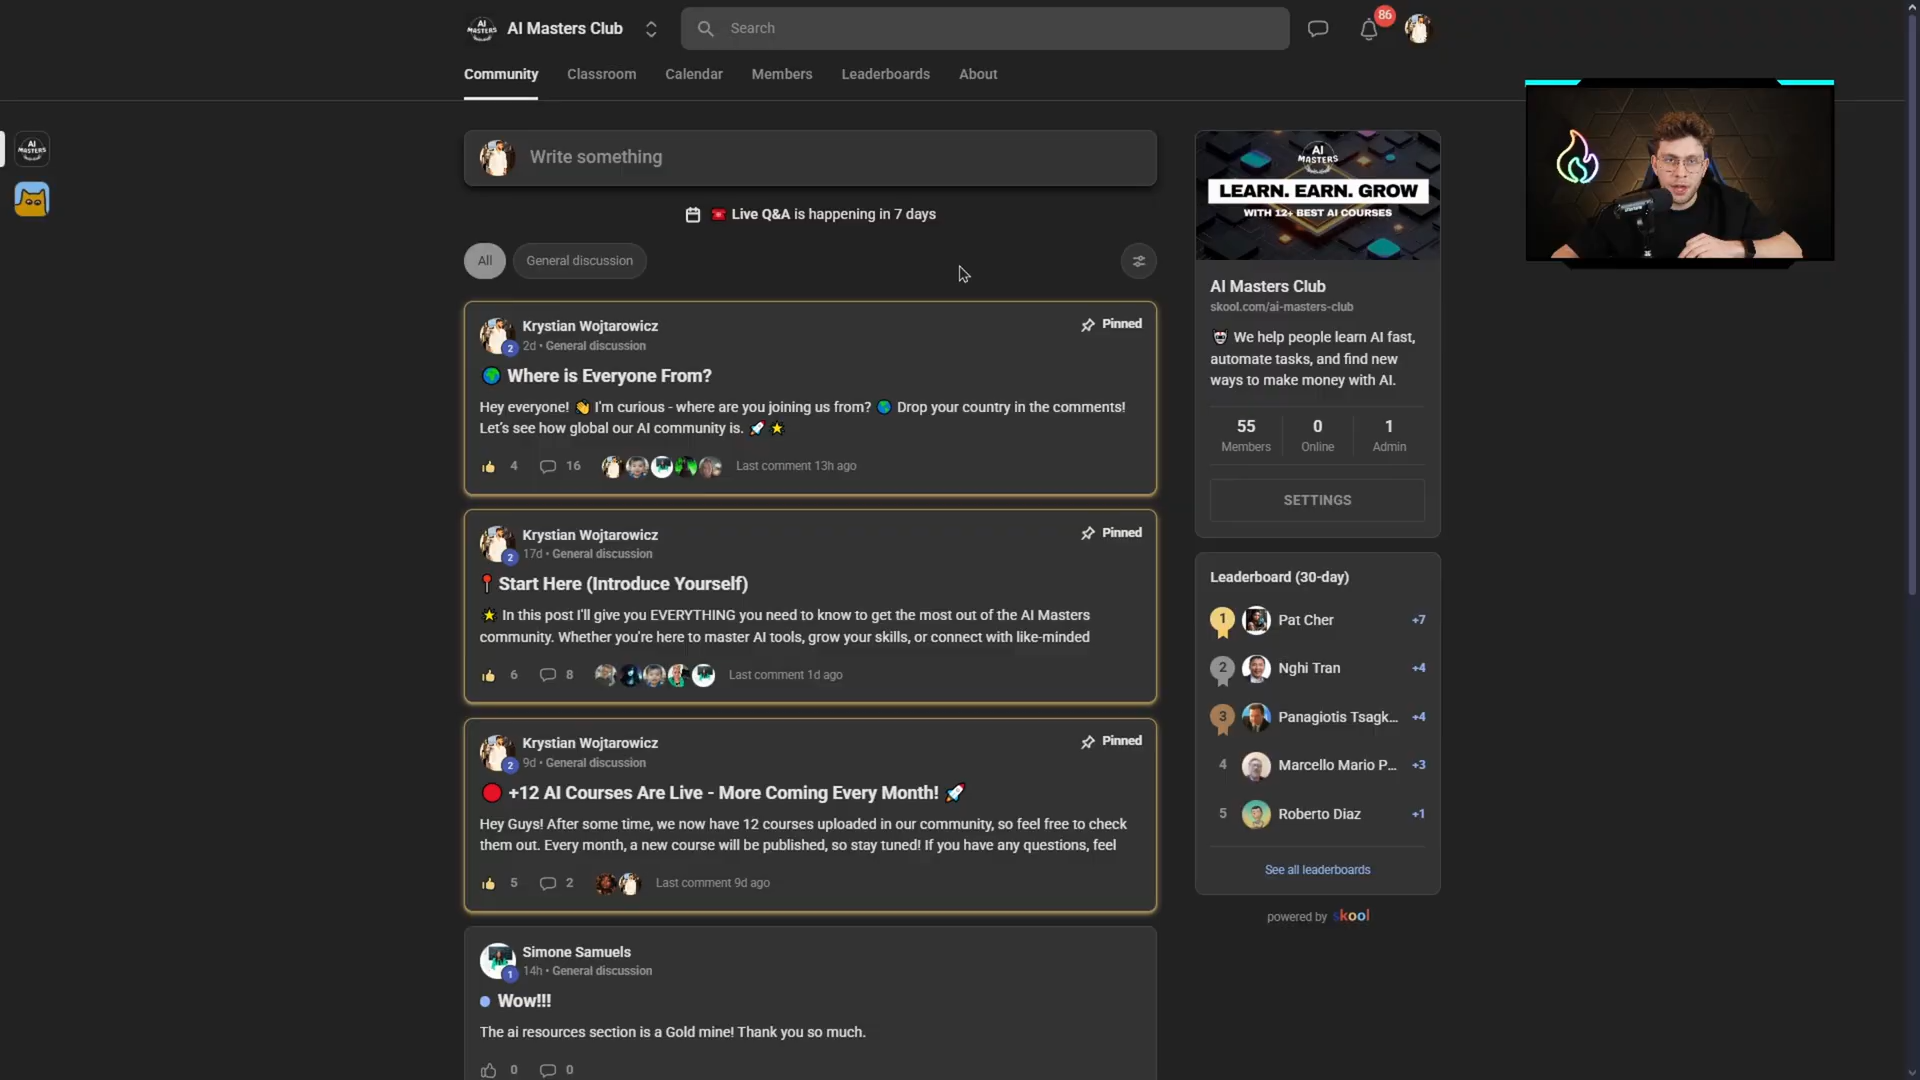 AI MASTERS
AI Masters Club
Search
86
Community
Classroom
Calendar
Members
Leaderboards
About
AI MASTERS
Write something
Live Q&A is happening in 7 days
All
General discussion
Krystian Wojtarowicz
Pinned
2
2d • General discussion
Where is Everyone From?
Hey everyone! I'm curious - where are you joining us from? Drop your country in the comments!
Let's see how global our AI community is.
4
16
Last comment 13h ago
Krystian Wojtarowicz
Pinned
2
17d • General discussion
Start Here (Introduce Yourself)
In this post I'll give you EVERYTHING you need to know to get the most out of the AI Masters
community. Whether you're here to master AI tools, grow your skills, or connect with like-minded
6
8
Last comment 1d ago
Krystian Wojtarowicz
Pinned
2
9d • General discussion
+12 AI Courses Are Live - More Coming Every Month!
Hey Guys! After some time, we now have 12 courses uploaded in our community, so feel free to check
them out. Every month, a new course will be published, so stay tuned! If you have any questions, feel
5
2
Last comment 9d ago
Simone Samuels
1
14h • General discussion
Wow!!!
The ai resources section is a Gold mine! Thank you so much.
0
0
AI MASTERS
LEARN. EARN. GROW
WITH 12+ BEST AI COURSES
AI Masters Club
skool.com/ai-masters-club
We help people learn AI fast,
automate tasks, and find new
ways to make money with AI.
55
0
1
Members
Online
Admin
SETTINGS
Leaderboard (30-day)
1
Pat Cher
+7
2
Nghi Tran
+4
3
Panagiotis Tsagk...
+4
4
Marcello Mario P...
+3
5
Roberto Diaz
+1
See all leaderboards
powered by skool